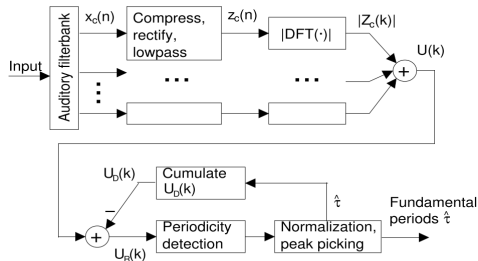 x_c(n)
Compress,
rectify,
lowpass
z_c(n)
|DFT(·)|
|Z_c(k)|
U(k)
Input
Auditory filterbank
+
U_D(k)
Cumulate
U_D(k)
τ̂
Fundamental
periods τ̂
−
+
U_R(k)
Periodicity
detection
Normalization,
peak picking